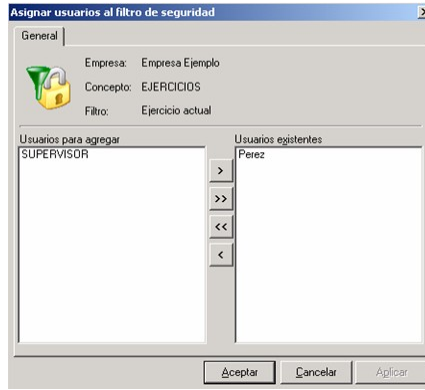 Asignar usuarios al filtro de seguridad
General
Empresa: Empresa Ejemplo
Concepto: EJERCICIOS
Filtro: Ejercicio actual
Usuarios para agregar Usuarios existentes
SUPERVISOR Perez
>
>>
<<
<
Aceptar Cancelar Aplicar